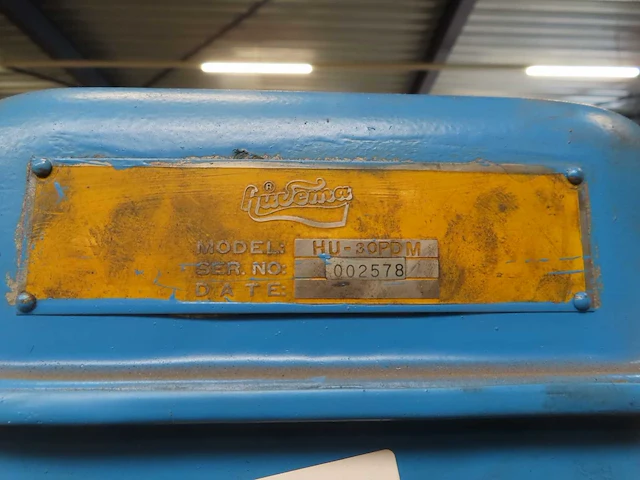 Huvema
MODEL: HU-30PDM
SER. NO: 002578
DATE: